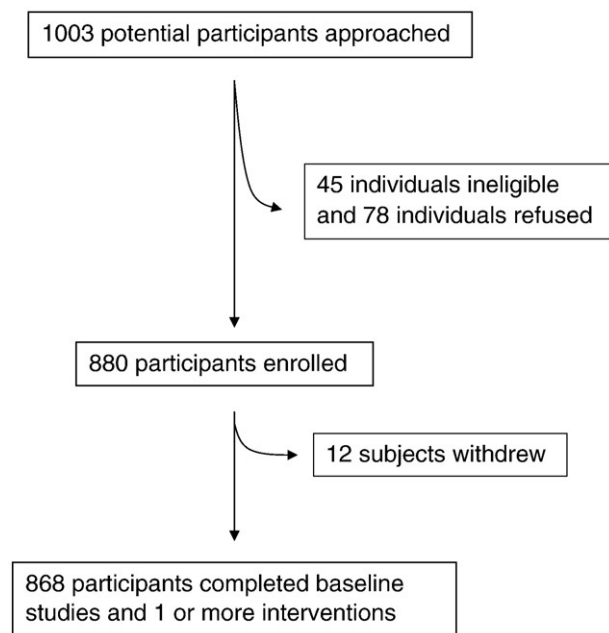 1003 potential participants approached
45 individuals ineligible
and 78 individuals refused
880 participants enrolled
12 subjects withdrew
868 participants completed baseline
studies and 1 or more interventions